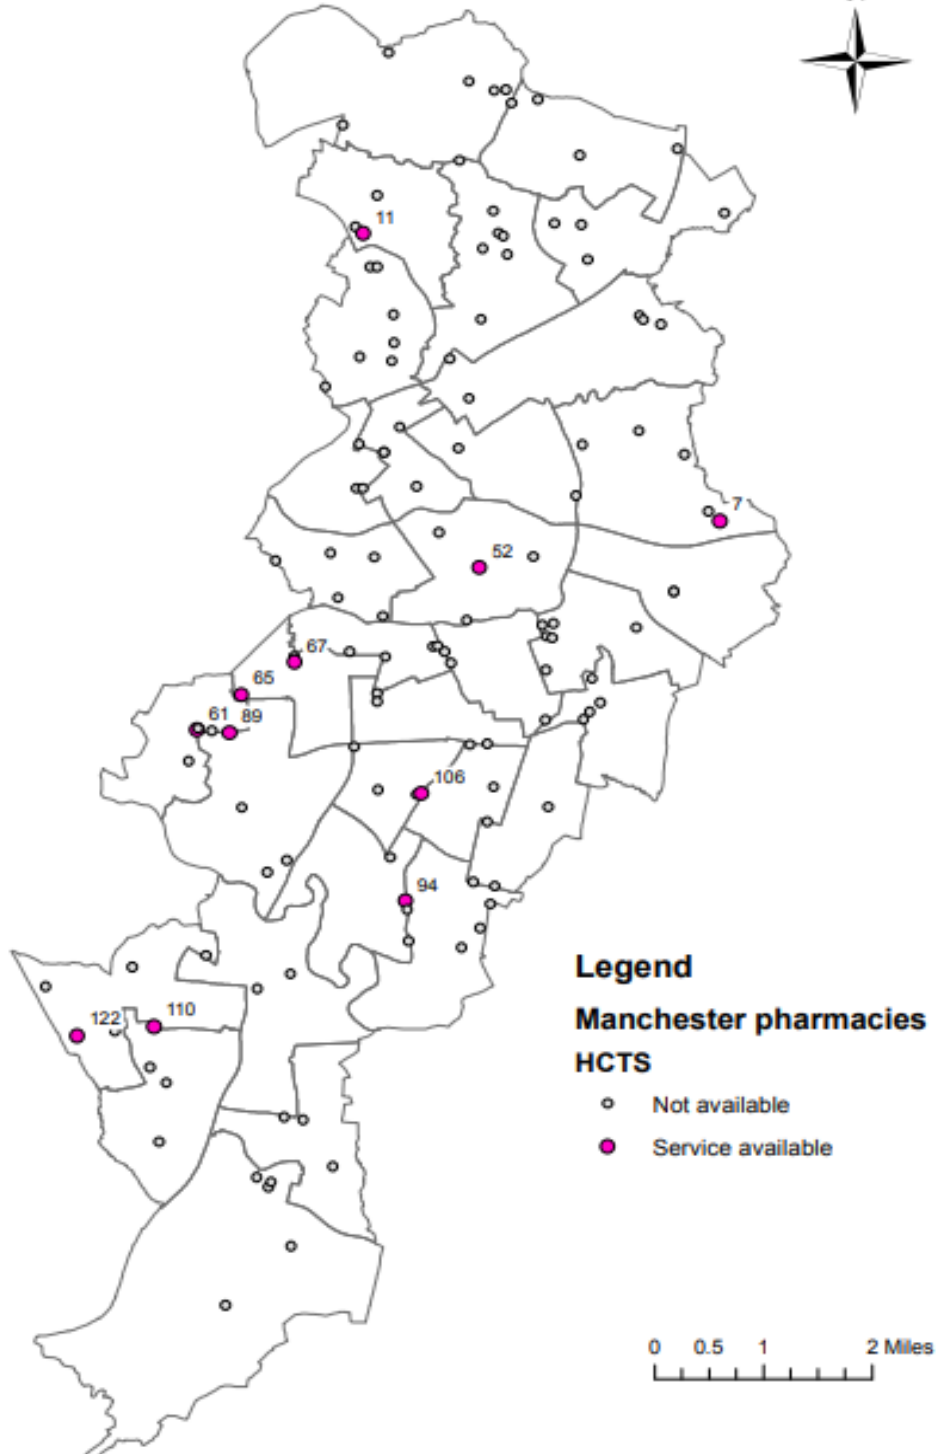 11
7
52
67
65
61 89
106
94
122 110
Legend
Manchester pharmacies
HCTS
Not available
Service available
0 0.5 1 2 Miles